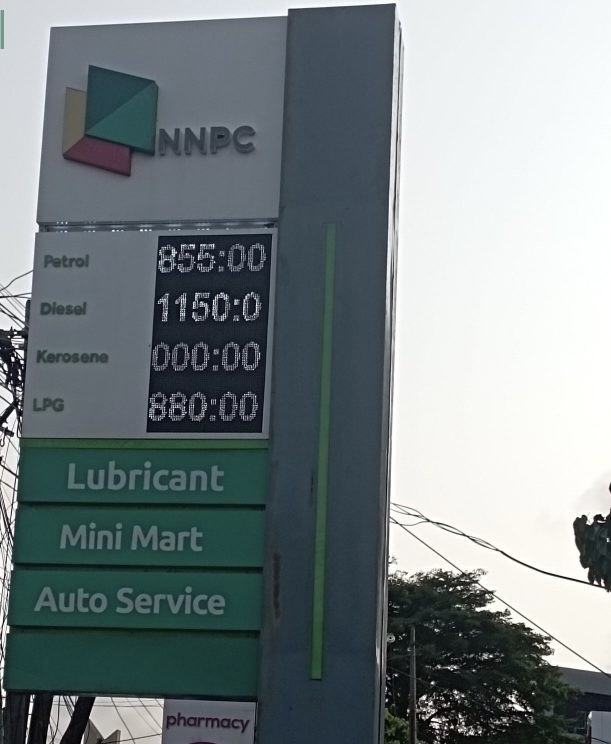 NNPC
Petrol 855:00
Diesel 1150:0
Kerosene 000:00
LPG 880:00
Lubricant
Mini Mart
Auto Service
pharmacy